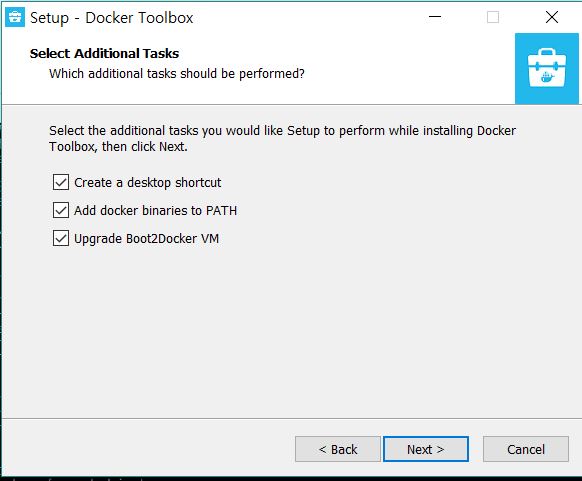 Setup - Docker Toolbox
Select Additional Tasks
Which additional tasks should be performed?
Select the additional tasks you would like Setup to perform while installing Docker
Toolbox, then click Next.
Create a desktop shortcut
Add docker binaries to PATH
Upgrade Boot2Docker VM
< Back
Next >
Cancel